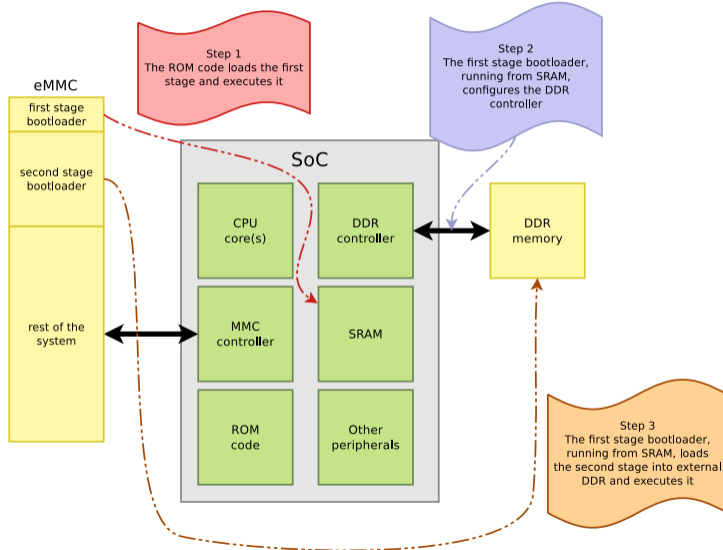 Step 1
The ROM code loads the first
stage and executes it
Step 2
The first stage bootloader,
running from SRAM,
configures the DDR
controller
eMMC
first stage
bootloader
second stage
bootloader
rest of the
system
SoC
CPU
core(s)
DDR
controller
DDR
memory
MMC
controller
SRAM
ROM
code
Other
peripherals
Step 3
The first stage bootloader,
running from SRAM, loads
the second stage into external
DDR and executes it